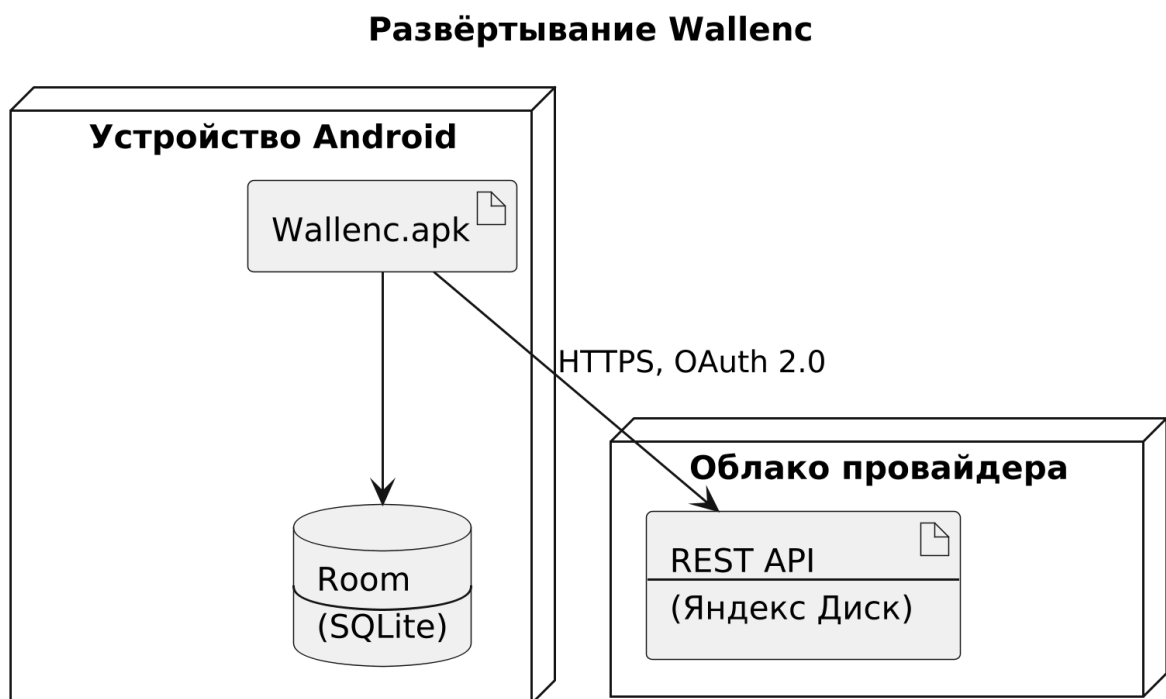 Развёртывание Wallenc
Устройство Android
Wallenc.apk
HTTPS, OAuth 2.0
Облако провайдера
REST API
(Яндекс Диск)
Room
(SQLite)